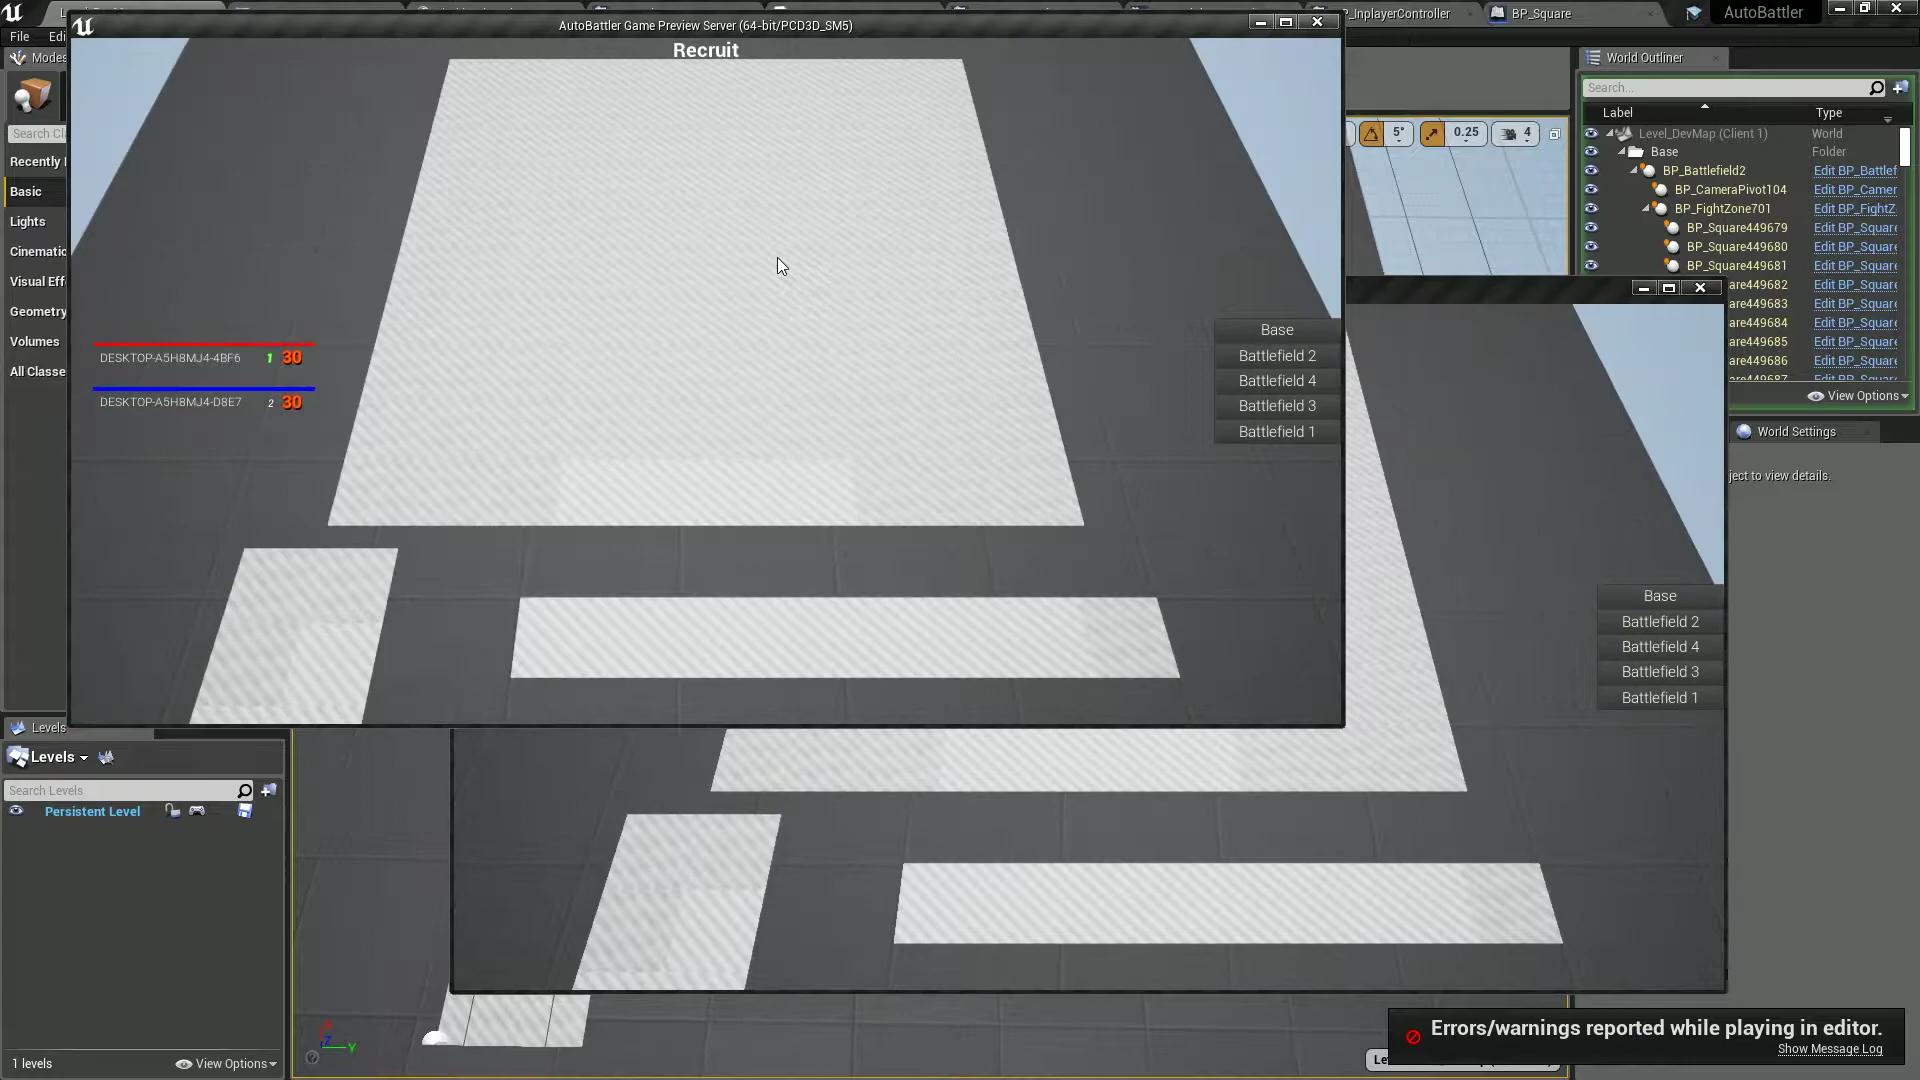 AutoBattler Game Preview Server (64-bit/PCD3D_SM5)
_InplayerController
BP_Square
AutoBattler
File
Modes
Recruit
World Outliner
Search...
5°
0.25
4
Label
Type
Level_DevMap (Client 1)
World
Base
Folder
BP_Battlefield2
Edit BP_Battlef
BP_CameraPivot104
Edit BP_Camer
BP_FightZone701
Edit BP_FightZ
BP_Square449679
Edit BP_Square
BP_Square449680
Edit BP_Square
BP_Square449681
Edit BP_Square
are449682
Edit BP_Square
are449683
Edit BP_Square
are449684
Edit BP_Square
are449685
Edit BP_Square
are449686
Edit BP_Square
are449687
Edit BP_Square
View Options
World Settings
ject to view details.
Search Cl
Recently
Basic
Lights
Cinematic
Visual Eff
Geometry
Volumes
All Classe
DESKTOP-A5H8MJ4-4BF6 1 30
DESKTOP-A5H8MJ4-D8E7 2 30
Base
Battlefield 2
Battlefield 4
Battlefield 3
Battlefield 1
Base
Battlefield 2
Battlefield 4
Battlefield 3
Battlefield 1
Levels
Levels
Search Levels
Persistent Level
1 levels
View Options
X
Z
Y
Errors/warnings reported while playing in editor.
Show Message Log